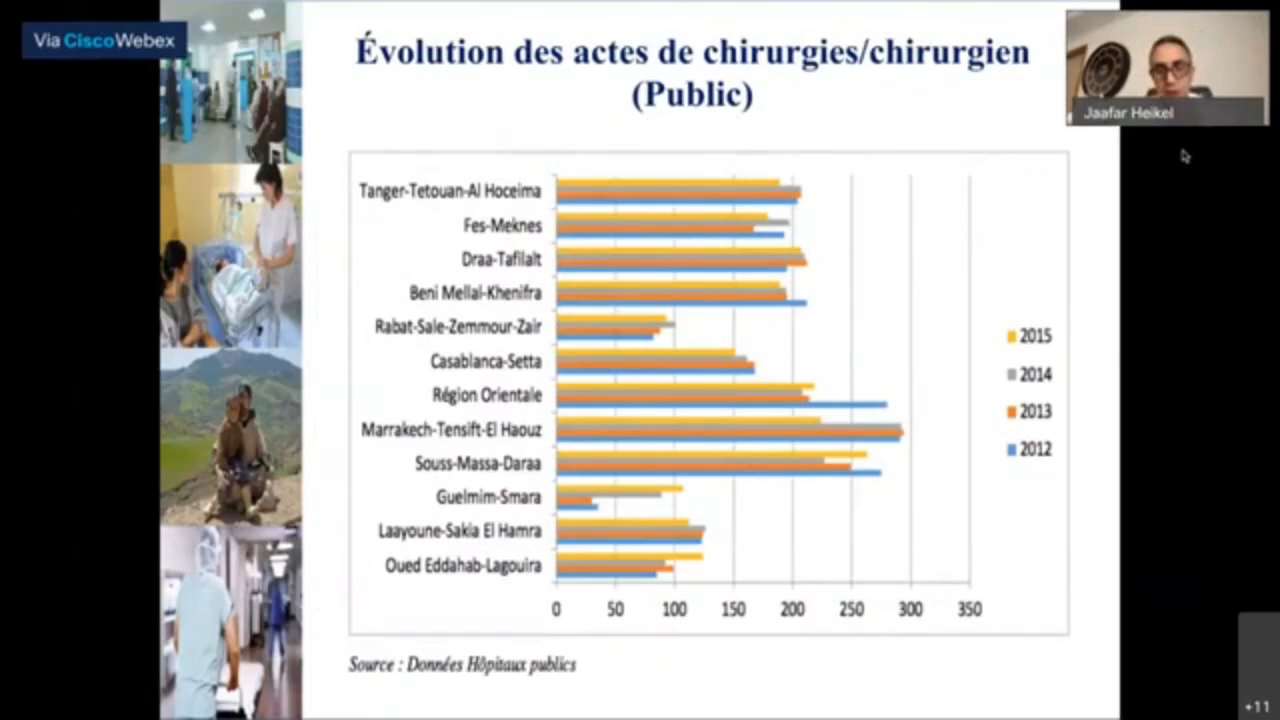 Via Cisco Webex
Évolution des actes de chirurgies/chirurgien
(Public)
Jaafar Heikel
Tanger-Tetouan-Al Hoceima
Fes-Meknes
Draa-Tafilalt
Beni Mellal-Khenifra
Rabat-Sale-Zemmour-Zair
Casablanca-Setta
Région Orientale
Marrakech-Tensift-El Haouz
Souss-Massa-Daraa
Guelmim-Smara
Laayoune-Sakia El Hamra
Oued Eddahab-Lagouira
0 50 100 150 200 250 300 350
2015
2014
2013
2012
Source : Données Hôpitaux publics
+11